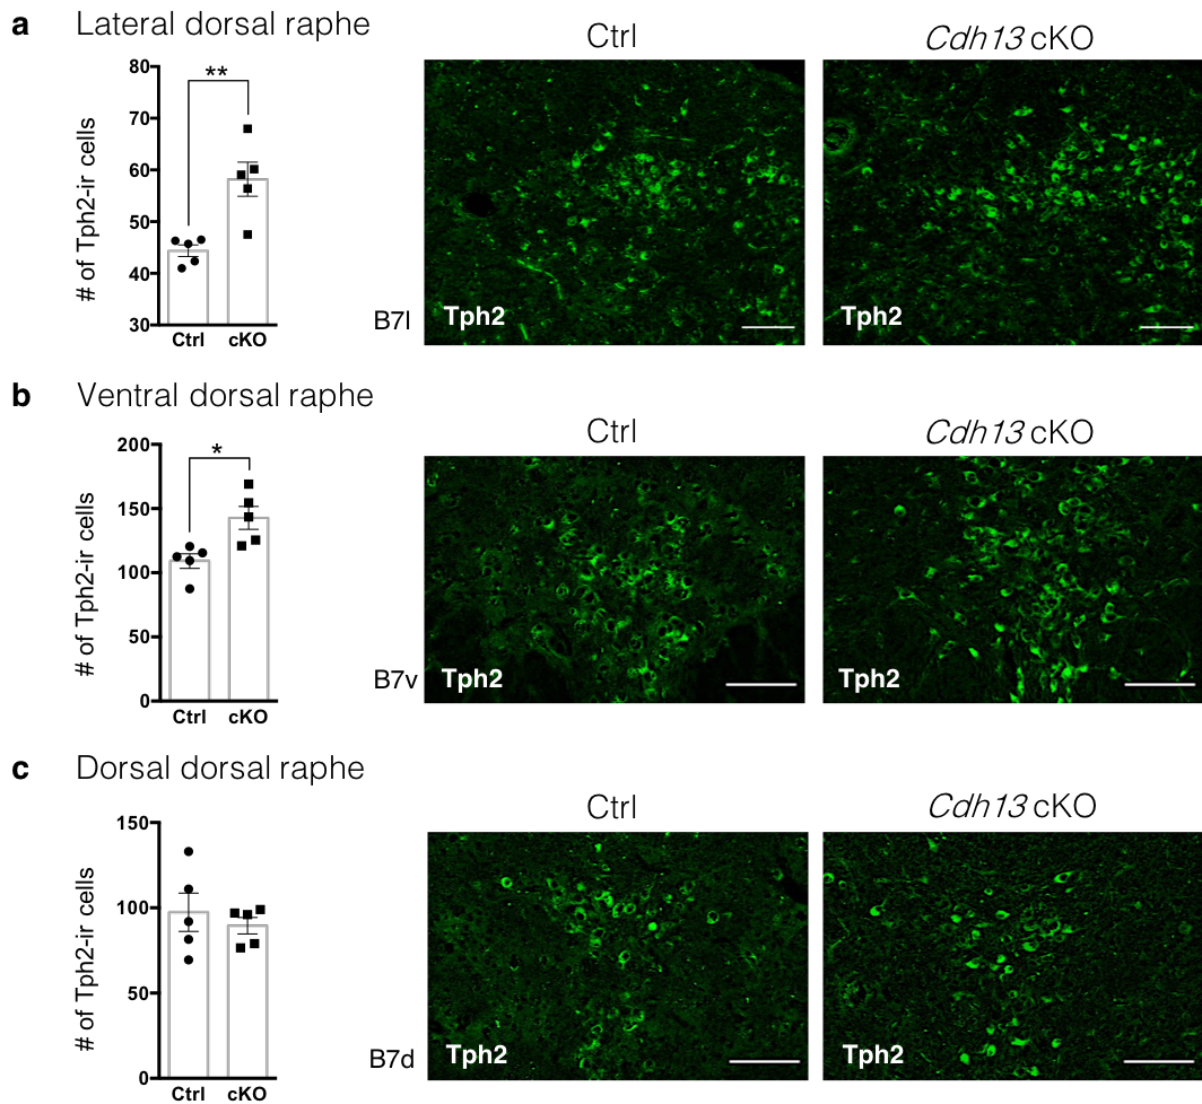 a Lateral dorsal raphe
Ctrl
Cdh13 cKO
80
70
60
50
40
30
# of Tph2-ir cells
**
Ctrl cKO
B7l
Tph2
Tph2
b Ventral dorsal raphe
Ctrl
Cdh13 cKO
200
150
100
50
0
# of Tph2-ir cells
*
Ctrl cKO
B7v
Tph2
Tph2
c Dorsal dorsal raphe
Ctrl
Cdh13 cKO
150
100
50
0
# of Tph2-ir cells
Ctrl cKO
B7d
Tph2
Tph2